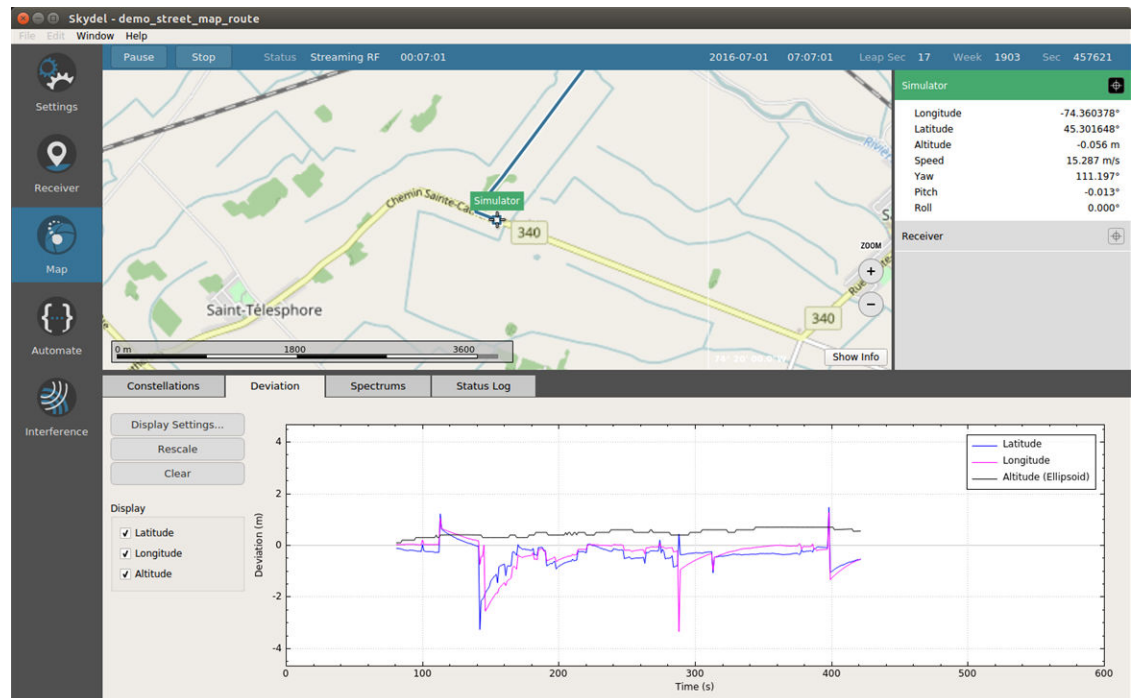 Skydel - demo_street_map_route
File Edit Window Help
Pause Stop Status Streaming RF 00:07:01 2016-07-01 07:07:01 Leap Sec 17 Week 1903 Sec 457621
Settings
Receiver
Map
Automate
Interference
Chemin Sainte-Ca
Simulator
340
Saint-Télesphore
340
Rivière
ZOOM
+
−
0 m 1800 3600
Show Info
Simulator
Longitude -74.360378°
Latitude 45.301648°
Altitude -0.056 m
Speed 15.287 m/s
Yaw 111.197°
Pitch -0.013°
Roll 0.000°
Receiver
Constellations Deviation Spectrums Status Log
Display Settings...
Rescale
Clear
Display
Latitude
Longitude
Altitude
Deviation (m)
4
2
0
-2
-4
Latitude
Longitude
Altitude (Ellipsoid)
0 100 200 300 400 500 600
Time (s)